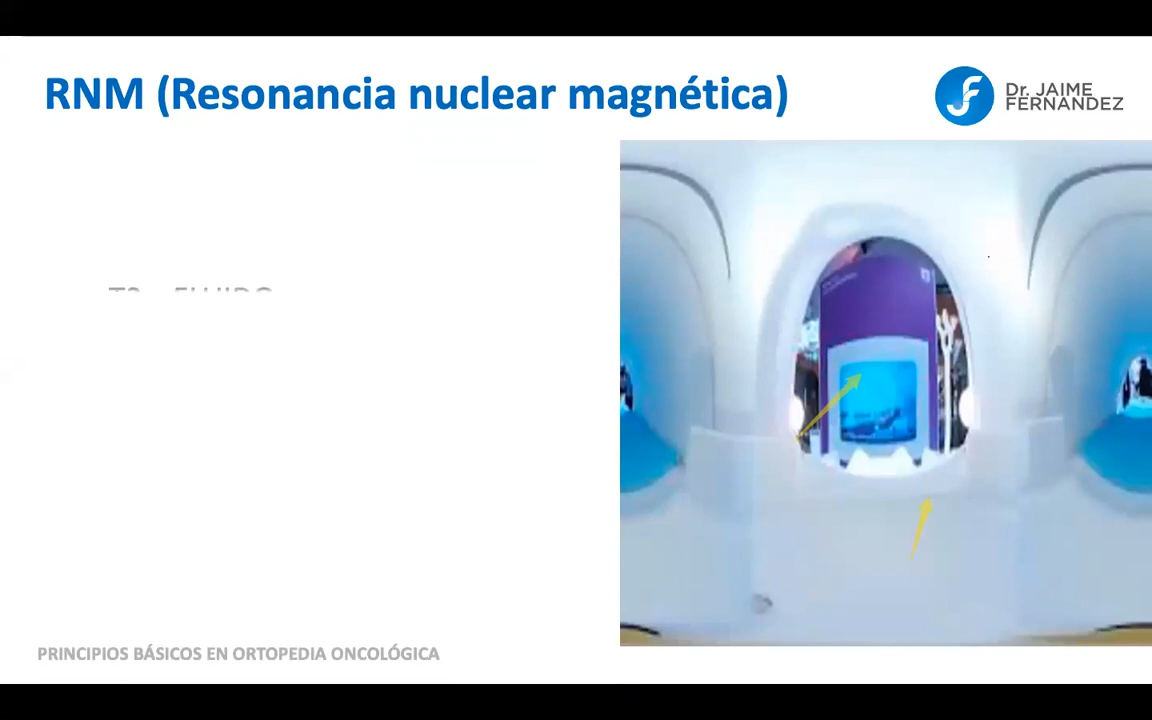 RNM (Resonancia nuclear magnética)
Dr. JAIME
FERNANDEZ
PRINCIPIOS BÁSICOS EN ORTOPEDIA ONCOLÓGICA